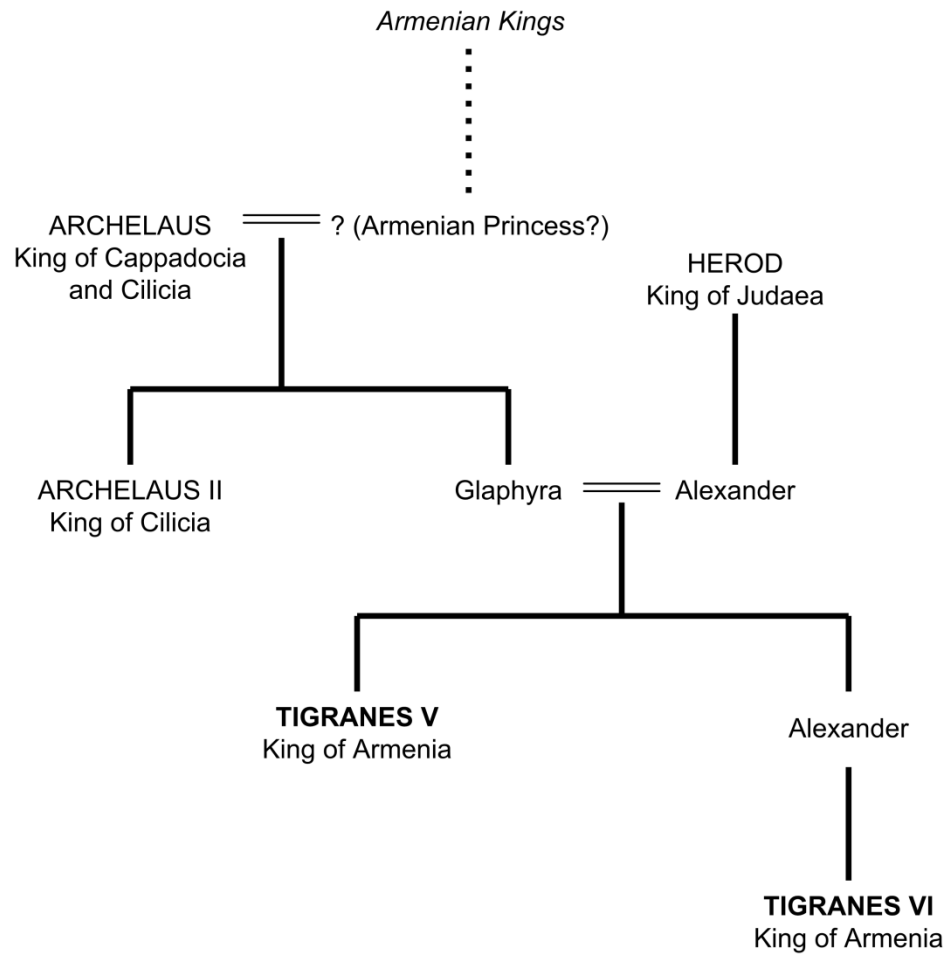 Armenian Kings
ARCHELAUS
King of Cappadocia
and Cilicia
? (Armenian Princess?)
HEROD
King of Judaea
ARCHELAUS II
King of Cilicia
Glaphyra
Alexander
TIGRANES V
King of Armenia
Alexander
TIGRANES VI
King of Armenia